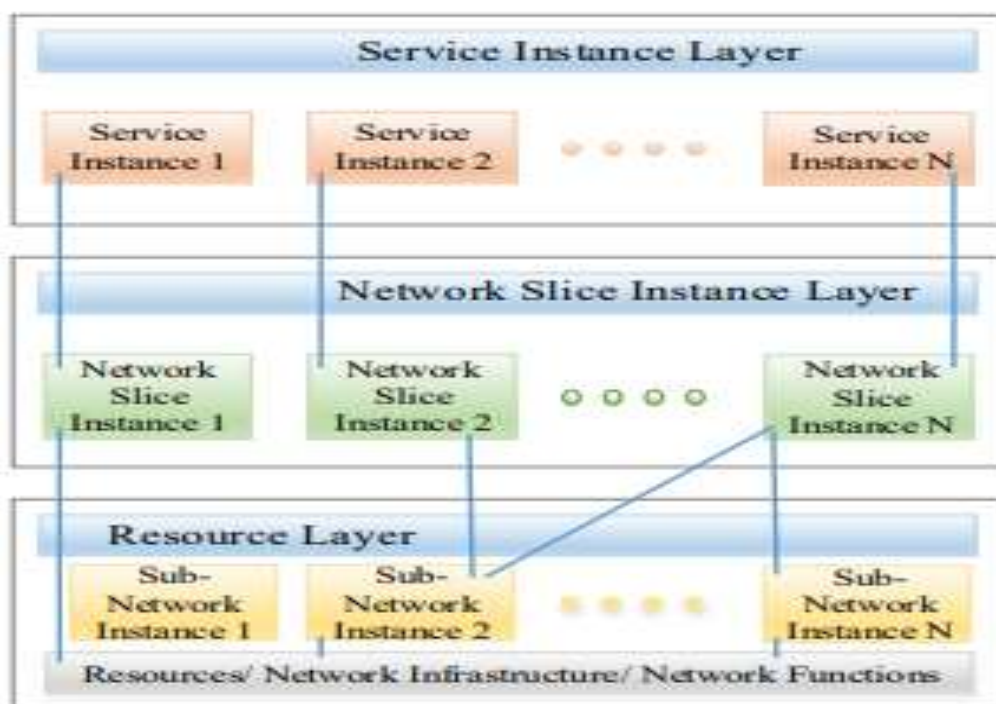 Service Instance Layer
Service
Instance 1
Service
Instance 2
Service
Instance N
Network Slice Instance Layer
Network
Slice
Instance 1
Network
Slice
Instance 2
Network
Slice
Instance N
Resource Layer
Sub-
Network
Instance 1
Sub-
Network
Instance 2
Sub-
Network
Instance N
Resources/ Network Infrastructure/ Network Functions